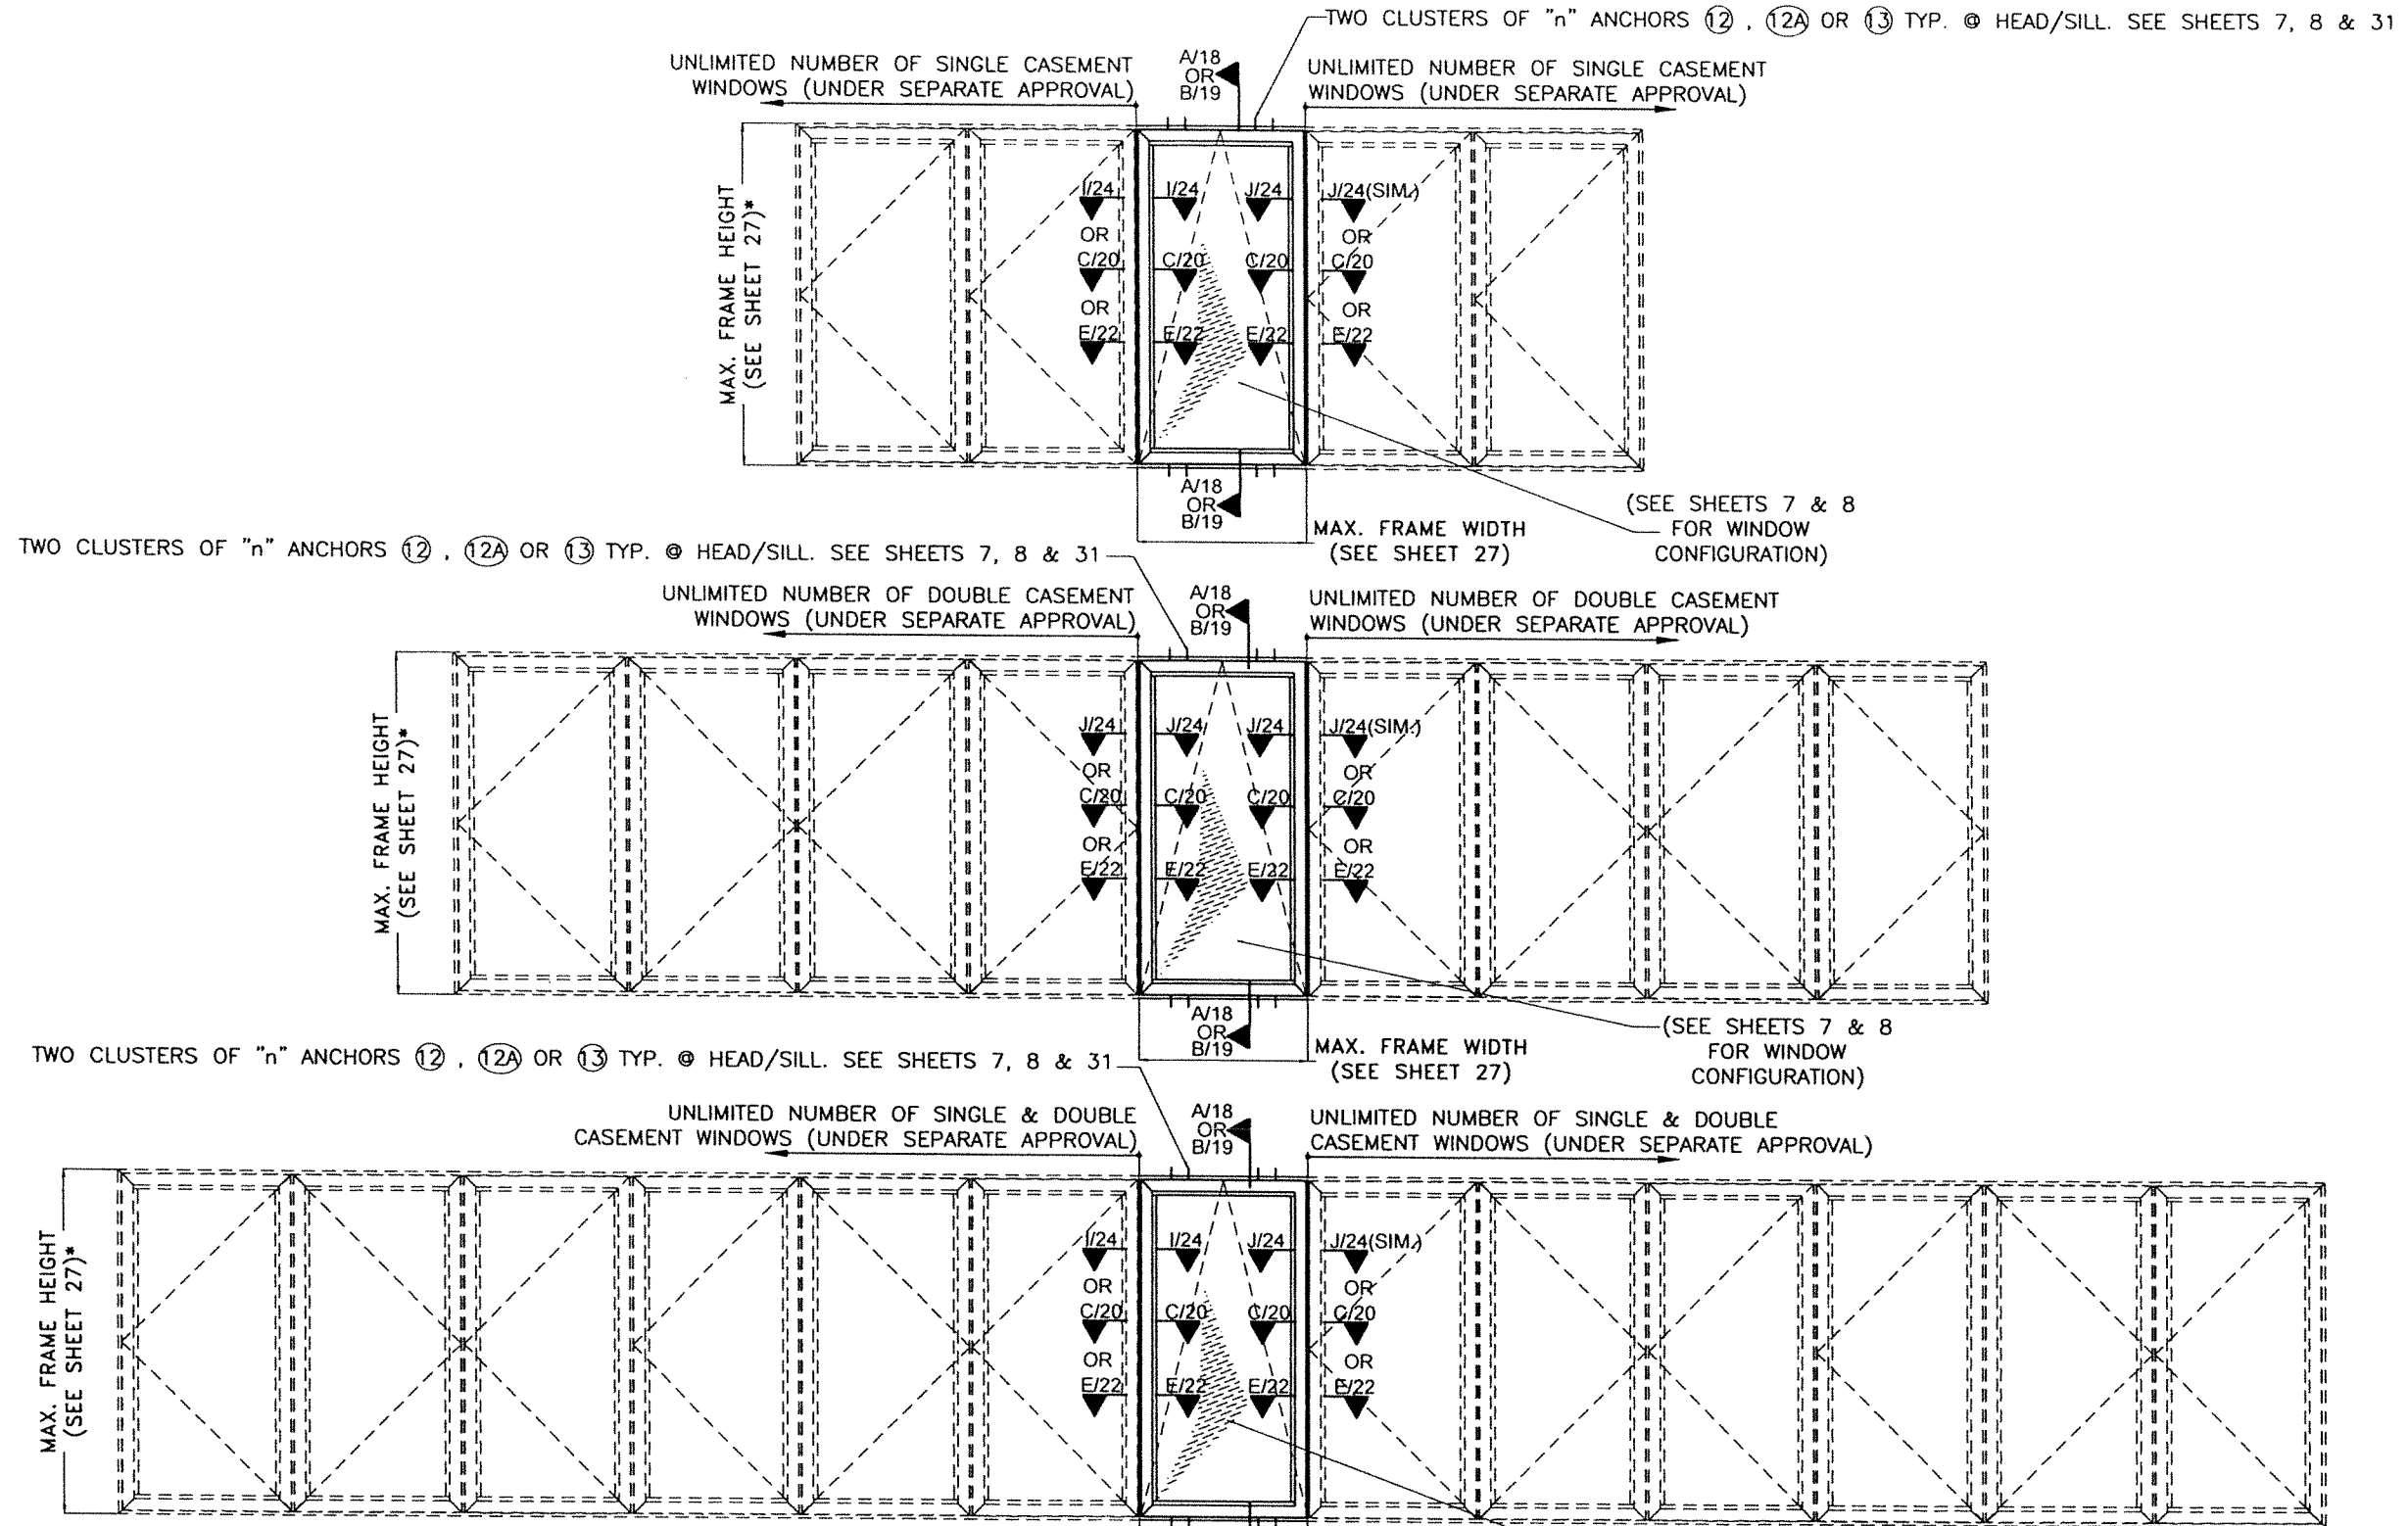 TWO CLUSTERS OF "n" ANCHORS 12 , 12A OR 13 TYP. @ HEAD/SILL. SEE SHEETS 7, 8 & 31
UNLIMITED NUMBER OF SINGLE CASEMENT
WINDOWS (UNDER SEPARATE APPROVAL)
A/18
OR
B/19
UNLIMITED NUMBER OF SINGLE CASEMENT
WINDOWS (UNDER SEPARATE APPROVAL)
MAX. FRAME HEIGHT
(SEE SHEET 27)*
I/24 I/24 J/24 J/24(SIM.)
OR OR
C/20 C/20 C/20 C/20
OR OR
E/22 E/22 E/22 E/22
A/18
OR
B/19
MAX. FRAME WIDTH
(SEE SHEET 27)
(SEE SHEETS 7 & 8
FOR WINDOW
CONFIGURATION)
TWO CLUSTERS OF "n" ANCHORS 12 , 12A OR 13 TYP. @ HEAD/SILL. SEE SHEETS 7, 8 & 31
UNLIMITED NUMBER OF DOUBLE CASEMENT
WINDOWS (UNDER SEPARATE APPROVAL)
A/18
OR
B/19
UNLIMITED NUMBER OF DOUBLE CASEMENT
WINDOWS (UNDER SEPARATE APPROVAL)
MAX. FRAME HEIGHT
(SEE SHEET 27)*
J/24 J/24 J/24 J/24(SIM.)
OR OR
C/20 C/20 C/20 C/20
OR OR
E/22 E/22 E/22 E/22
A/18
OR
B/19
MAX. FRAME WIDTH
(SEE SHEET 27)
(SEE SHEETS 7 & 8
FOR WINDOW
CONFIGURATION)
TWO CLUSTERS OF "n" ANCHORS 12 , 12A OR 13 TYP. @ HEAD/SILL. SEE SHEETS 7, 8 & 31
UNLIMITED NUMBER OF SINGLE & DOUBLE
CASEMENT WINDOWS (UNDER SEPARATE APPROVAL)
A/18
OR
B/19
UNLIMITED NUMBER OF SINGLE & DOUBLE
CASEMENT WINDOWS (UNDER SEPARATE APPROVAL)
MAX. FRAME HEIGHT
(SEE SHEET 27)*
I/24 I/24 J/24 J/24(SIM.)
OR OR
C/20 C/20 C/20 C/20
OR OR
E/22 E/22 E/22 E/22